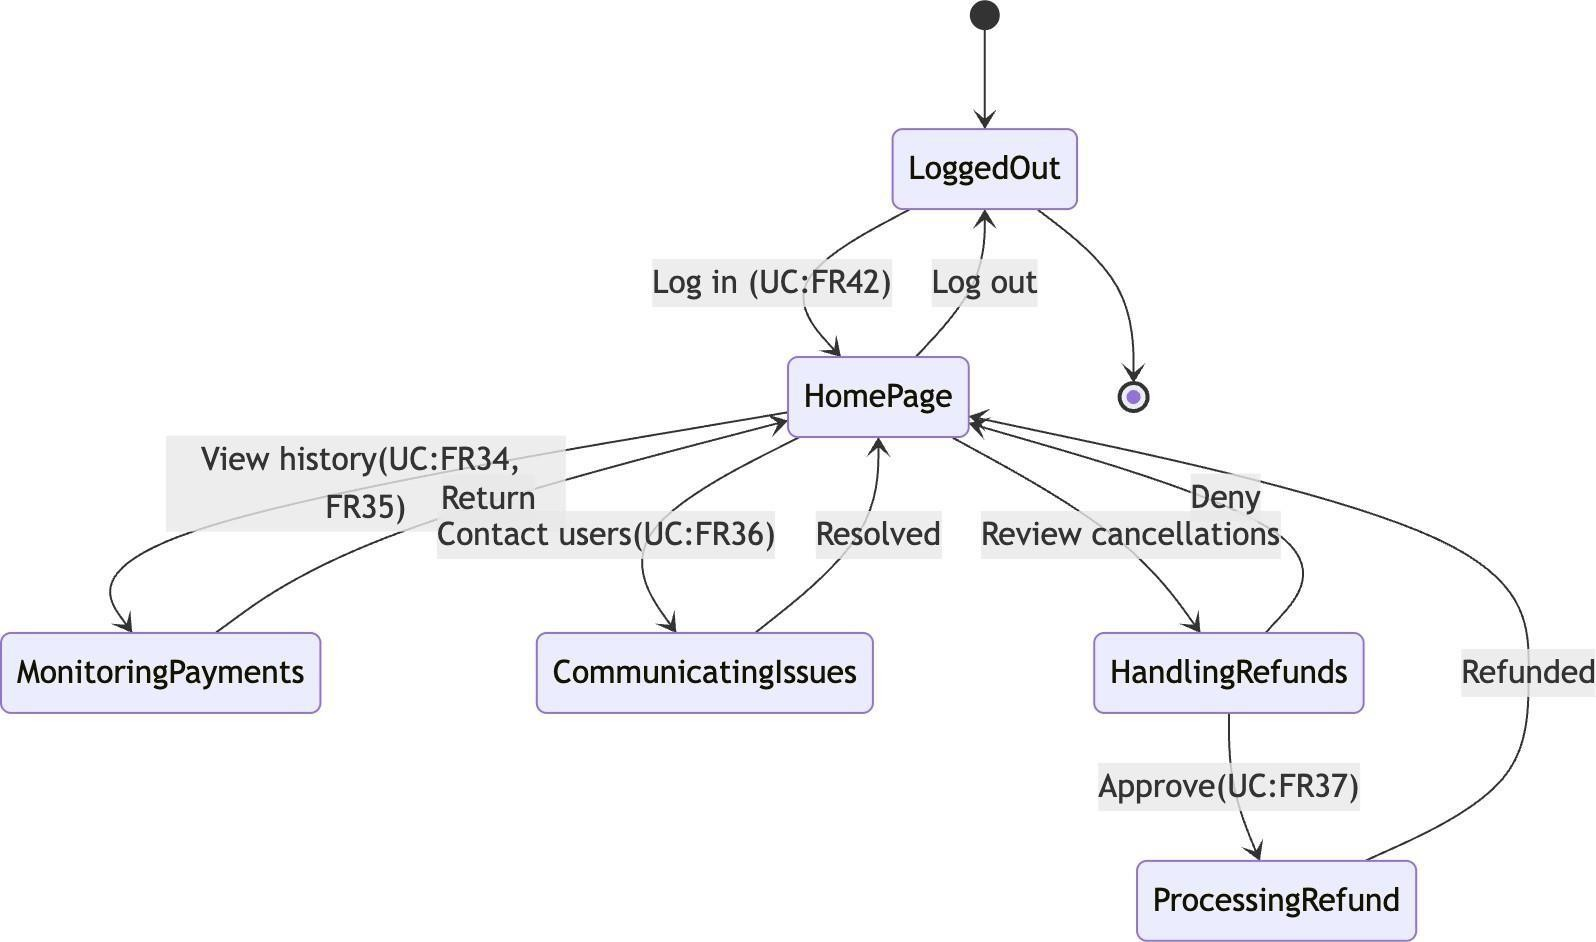 LoggedOut
Log in (UC:FR42)
Log out
HomePage
View history(UC:FR34,
FR35)
Return
Deny
Contact users(UC:FR36)
Resolved
Review cancellations
MonitoringPayments
CommunicatingIssues
HandlingRefunds
Refunded
Approve(UC:FR37)
ProcessingRefund